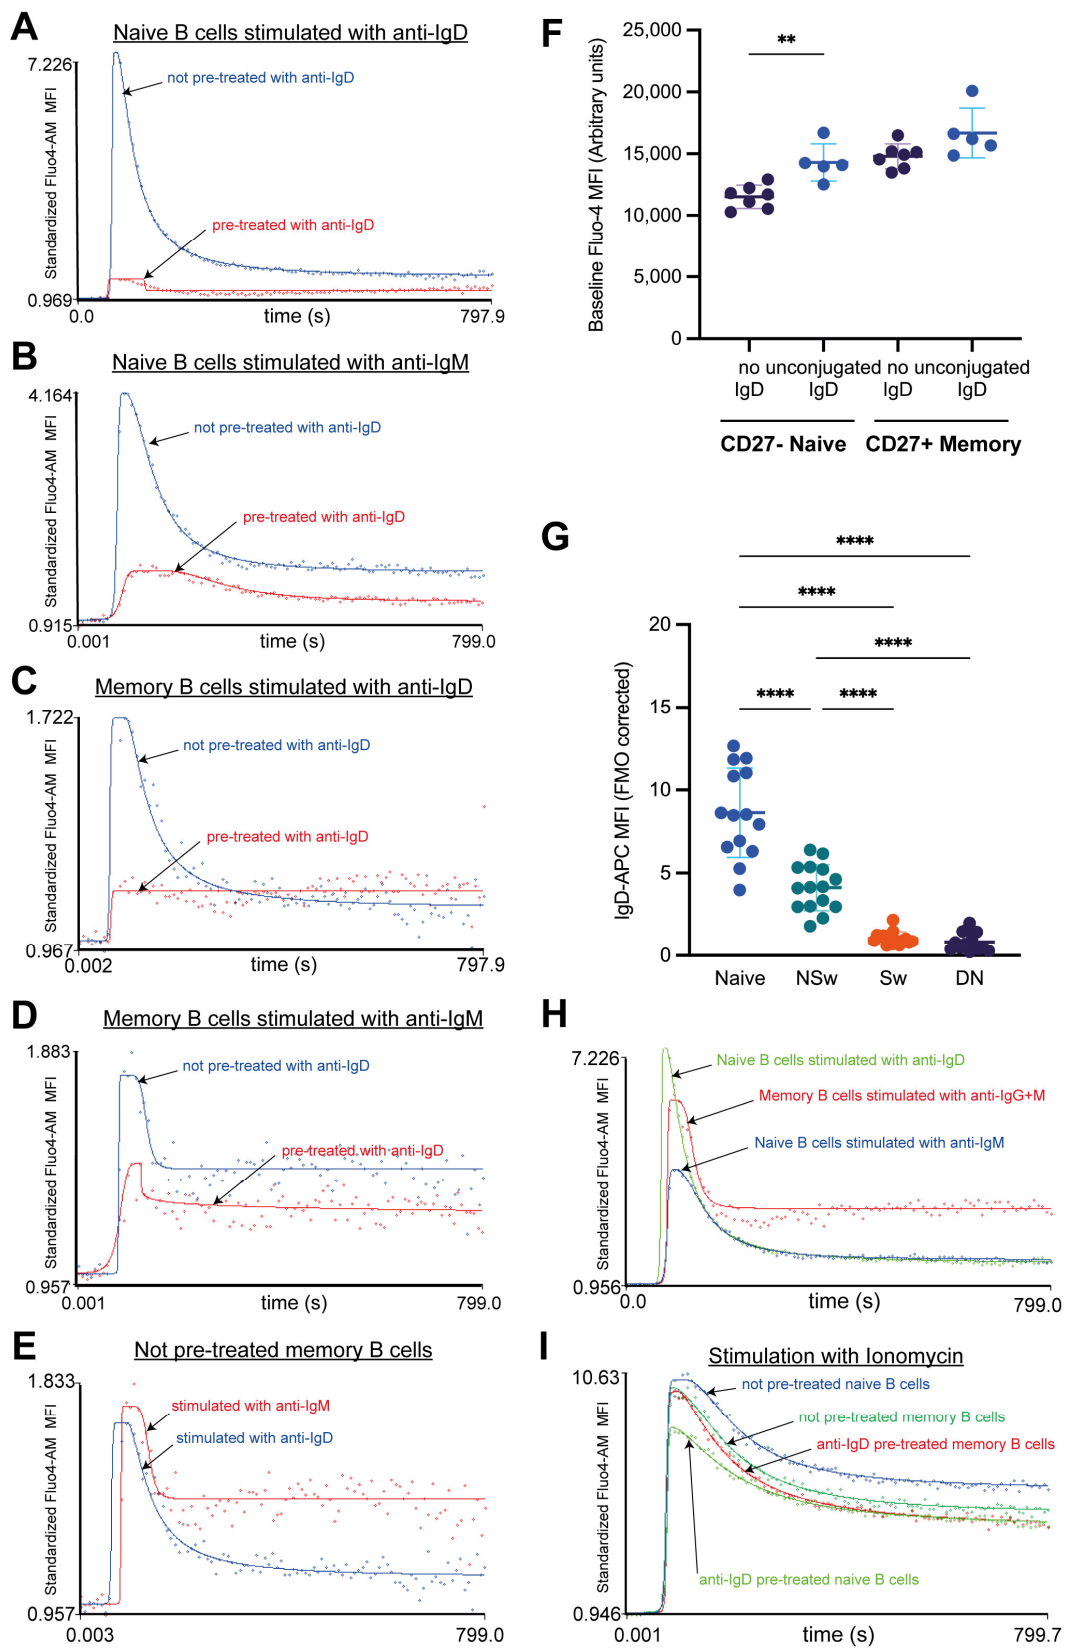 A
Naive B cells stimulated with anti-IgD
7.226
not pre-treated with anti-IgD
pre-treated with anti-IgD
Standardized Fluo4-AM MFI
0.969
0.0
time (s)
797.9
B
Naive B cells stimulated with anti-IgM
4.164
not pre-treated with anti-IgD
pre-treated with anti-IgD
Standardized Fluo4-AM MFI
0.915
0.001
time (s)
799.0
C
Memory B cells stimulated with anti-IgD
1.722
not pre-treated with anti-IgD
pre-treated with anti-IgD
Standardized Fluo4-AM MFI
0.967
0.002
time (s)
797.9
D
Memory B cells stimulated with anti-IgM
1.883
not pre-treated with anti-IgD
pre-treated with anti-IgD
Standardized Fluo4-AM MFI
0.957
0.001
time (s)
799.0
E
Not pre-treated memory B cells
1.833
stimulated with anti-IgM
stimulated with anti-IgD
Standardized Fluo4-AM MFI
0.957
0.003
time (s)
799.0
F
25,000
20,000
15,000
10,000
5,000
0
Baseline Fluo-4 MFI (Arbitrary units)
**
no unconjugated no unconjugated
IgD IgD IgD IgD
CD27- Naive CD27+ Memory
G
****
****
****
**** ****
20
15
10
5
0
IgD-APC MFI (FMO corrected)
Naive NSw Sw DN
H
7.226
Naive B cells stimulated with anti-IgD
Memory B cells stimulated with anti-IgG+M
Naive B cells stimulated with anti-IgM
Standardized Fluo4-AM MFI
0.956
0.0
time (s)
799.0
I
Stimulation with Ionomycin
10.63
not pre-treated naive B cells
not pre-treated memory B cells
anti-IgD pre-treated memory B cells
anti-IgD pre-treated naive B cells
Standardized Fluo4-AM MFI
0.946
0.001
time (s)
799.7